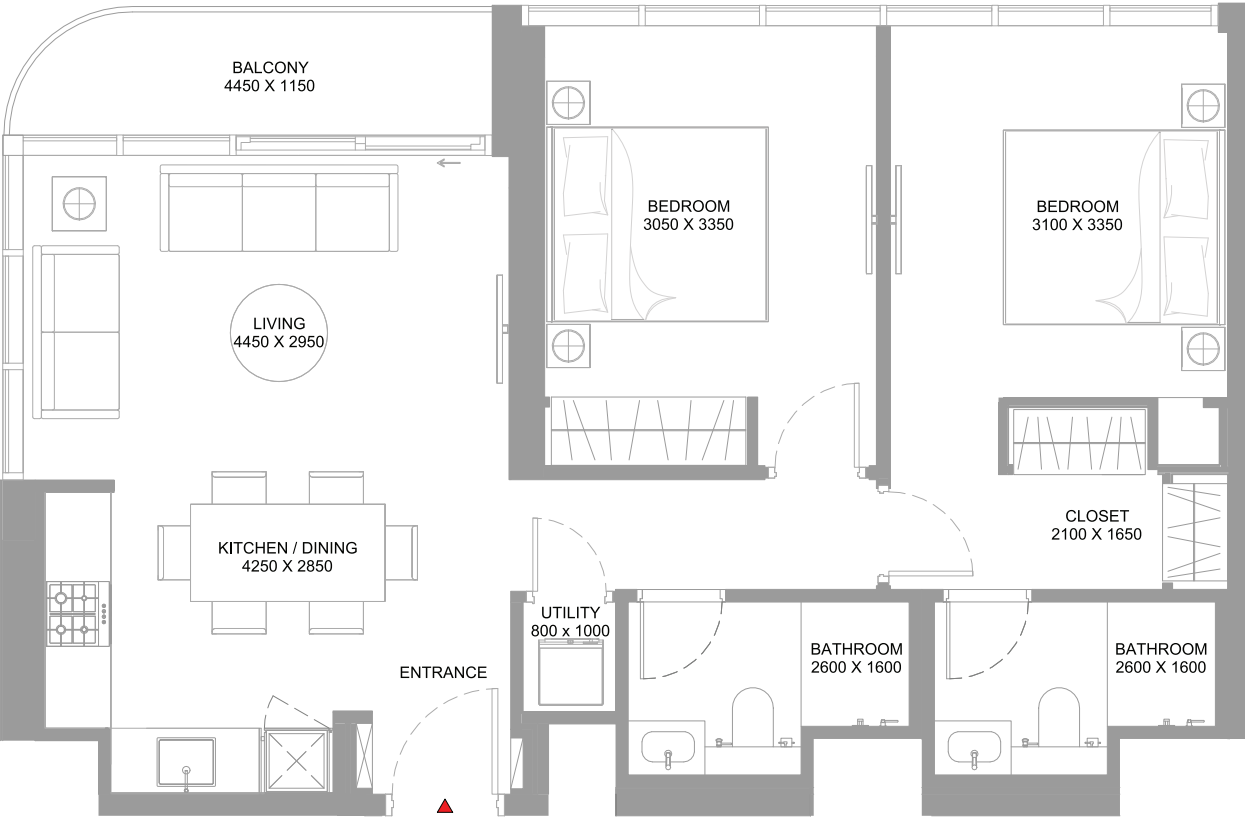 BALCONY
4450 X 1150
BEDROOM
3050 X 3350
BEDROOM
3100 X 3350
LIVING
4450 X 2950
CLOSET
2100 X 1650
KITCHEN / DINING
4250 X 2850
UTILITY
800 x 1000
BATHROOM
2600 X 1600
BATHROOM
2600 X 1600
ENTRANCE